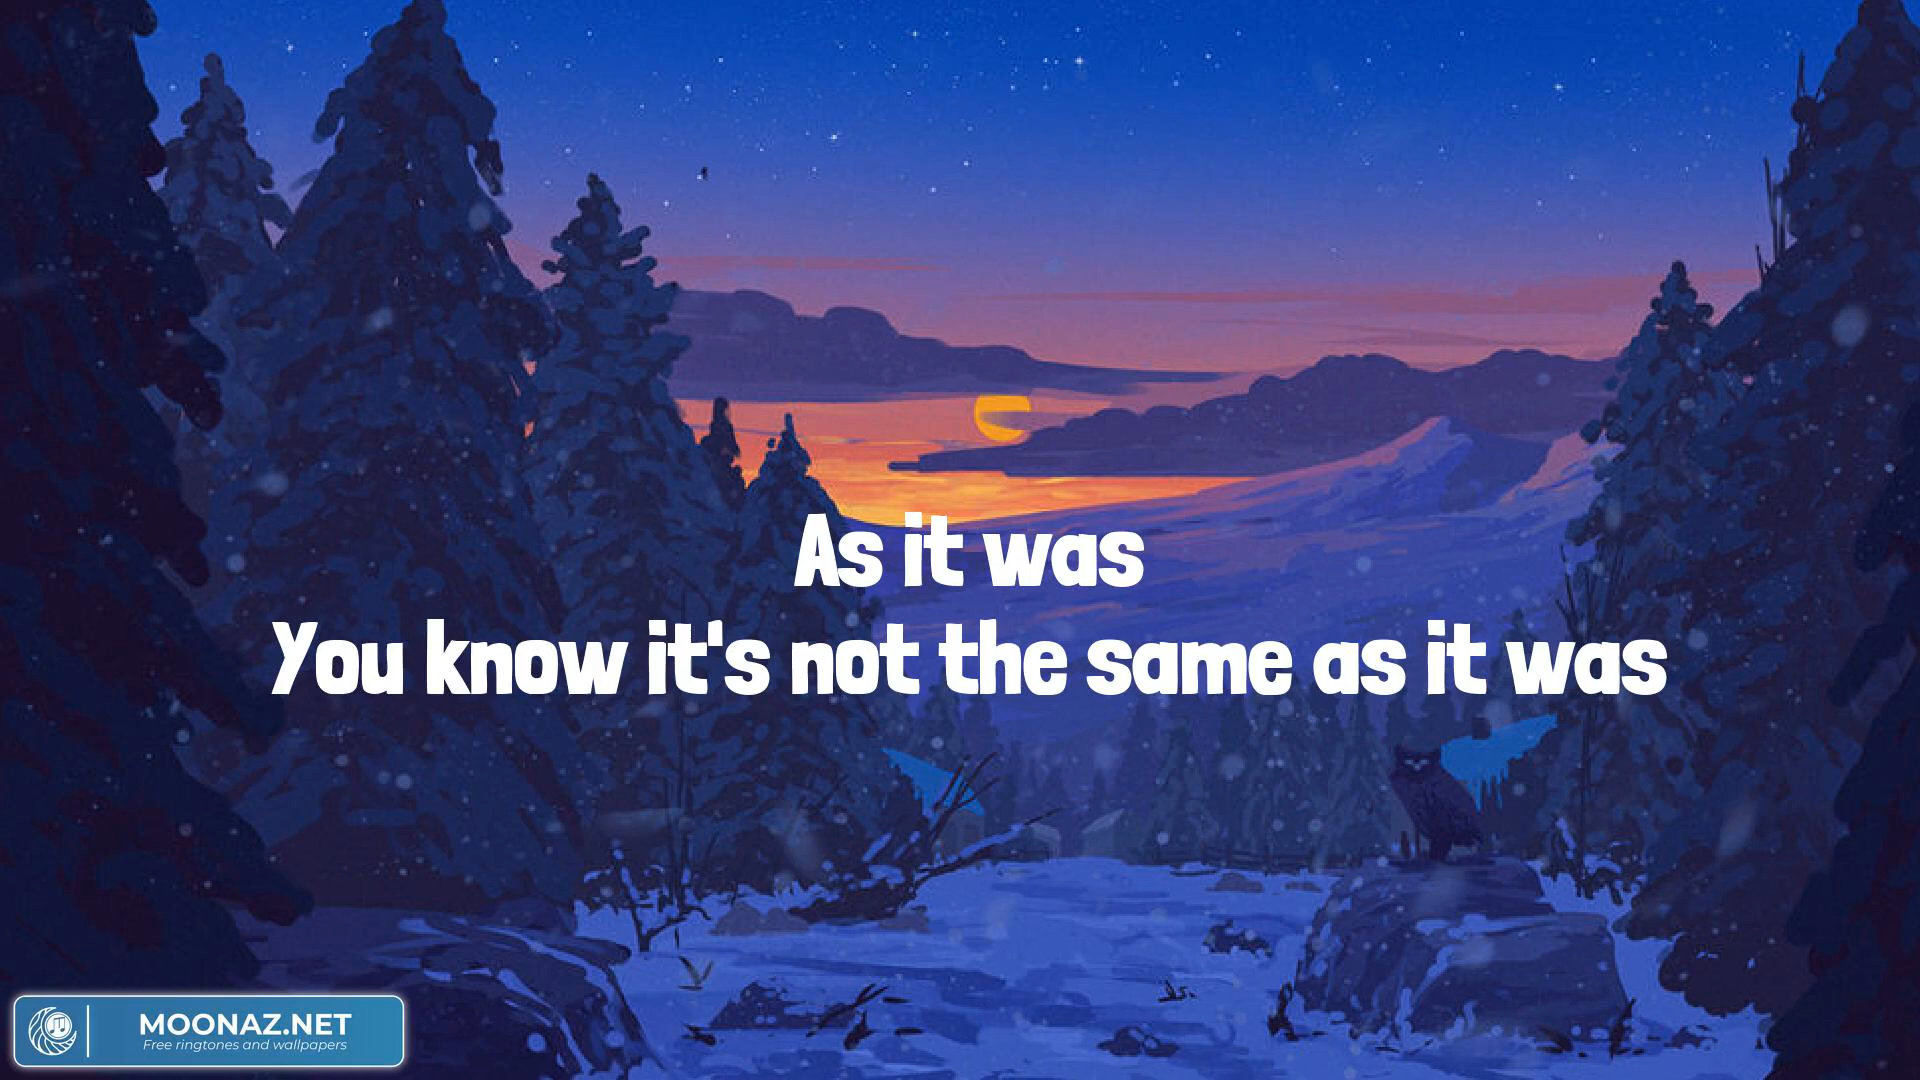 As it was
You know it's not the same as it was
MOONAZ.NET
Free ringtones and wallpapers